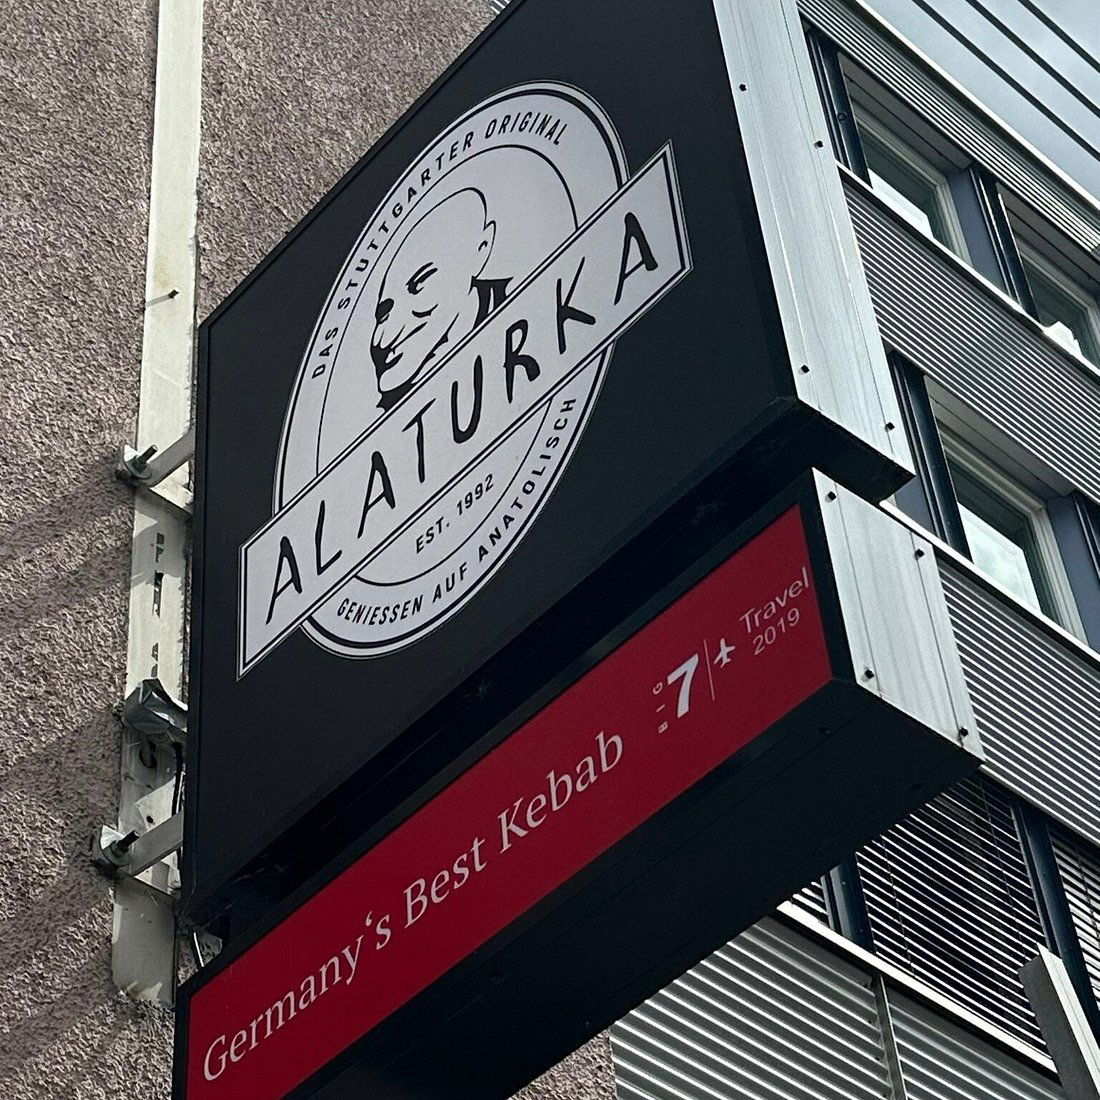 DAS STUTTGARTER ORIGINAL
ALATURKA
EST. 1992
GENIESSEN AUF ANATOLISCH
Germany‘s Best Kebab
BIG
7
Travel
2019